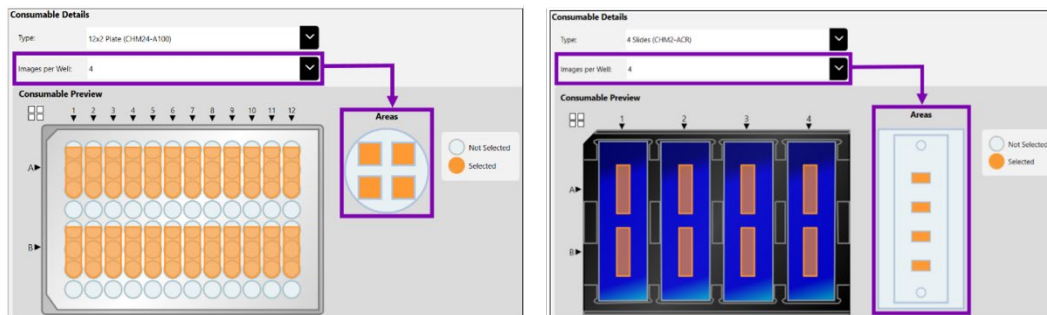 Consumable Details
Type: 12x2 Plate (CHM24-A100)
Images per Well: 4
Consumable Preview
1 2 3 4 5 6 7 8 9 10 11 12
Areas
Not Selected
Selected
A
B
Consumable Details
Type: 4 Slides (CHM2-ACR)
Images per Well: 4
Consumable Preview
1 2 3 4
Areas
Not Selected
Selected
A
B